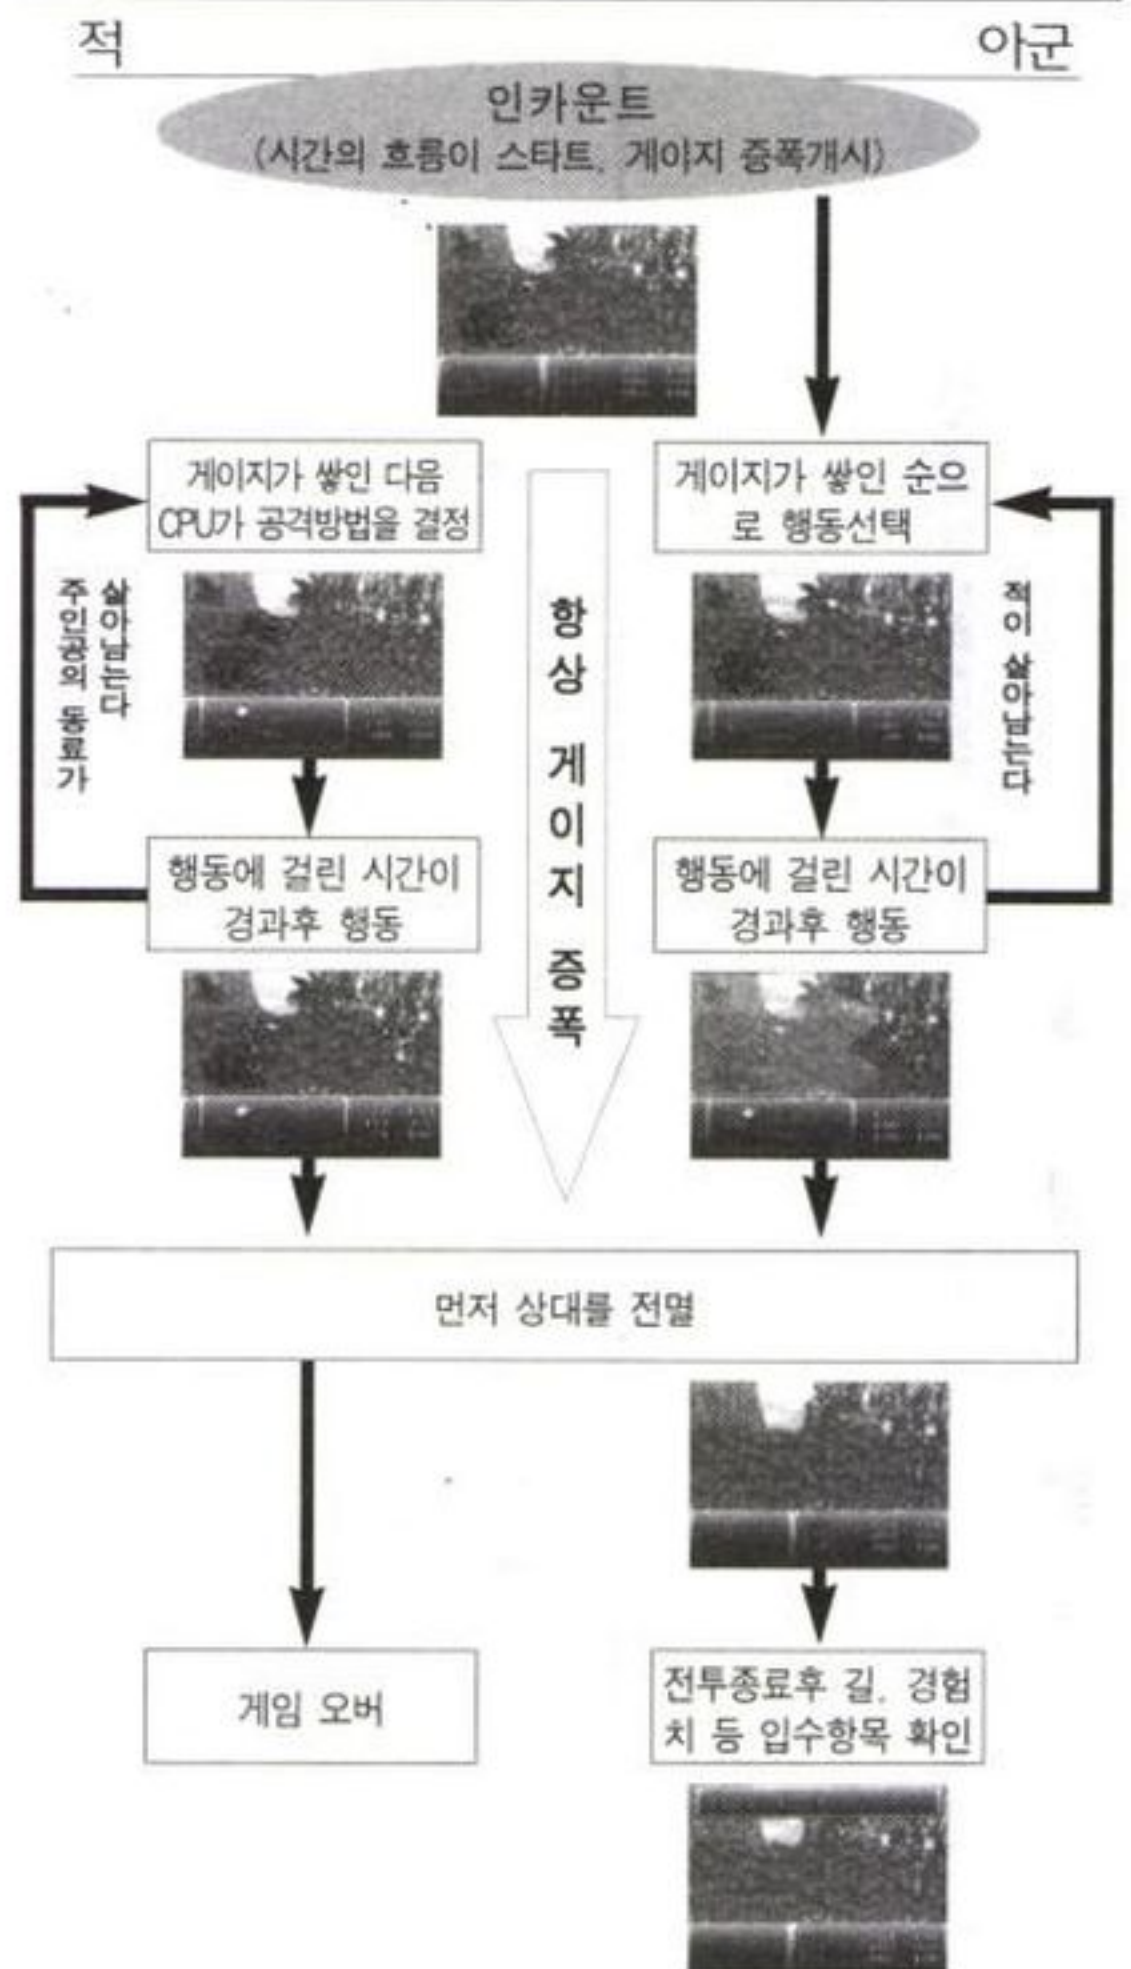 적
아군
인카운트
(시간의 흐름이 스타트. 게이지 증폭개시)
게이지가 쌓인 다음
CPU가 공격방법을 결정
게이지가 쌓인 순으
로 행동선택
주인공의 동료가
살아남는다
항상 게이지 증폭
적이 살아남는다
행동에 걸린 시간이
경과후 행동
행동에 걸린 시간이
경과후 행동
먼저 상대를 전멸
게임 오버
전투종료후 길. 경험
치 등 입수항목 확인